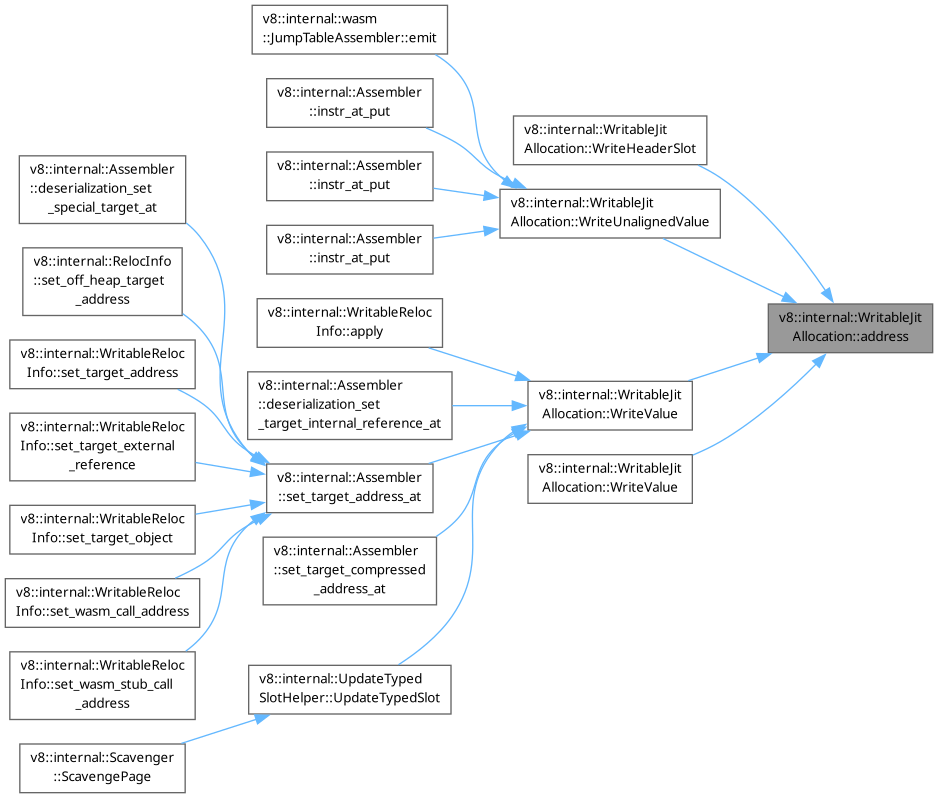 v8::internal::wasm
::JumpTableAssembler::emit
v8::internal::Assembler
::instr_at_put
v8::internal::Assembler
::instr_at_put
v8::internal::Assembler
::instr_at_put
v8::internal::WritableJit
Allocation::WriteHeaderSlot
v8::internal::WritableJit
Allocation::WriteUnalignedValue
v8::internal::Assembler
::deserialization_set
_special_target_at
v8::internal::RelocInfo
::set_off_heap_target
_address
v8::internal::WritableReloc
Info::set_target_address
v8::internal::WritableReloc
Info::set_target_external
_reference
v8::internal::WritableReloc
Info::set_target_object
v8::internal::WritableReloc
Info::set_wasm_call_address
v8::internal::WritableReloc
Info::set_wasm_stub_call
_address
v8::internal::Scavenger
::ScavengePage
v8::internal::WritableReloc
Info::apply
v8::internal::Assembler
::deserialization_set
_target_internal_reference_at
v8::internal::Assembler
::set_target_address_at
v8::internal::Assembler
::set_target_compressed
_address_at
v8::internal::UpdateTyped
SlotHelper::UpdateTypedSlot
v8::internal::WritableJit
Allocation::WriteValue
v8::internal::WritableJit
Allocation::WriteValue
v8::internal::WritableJit
Allocation::address